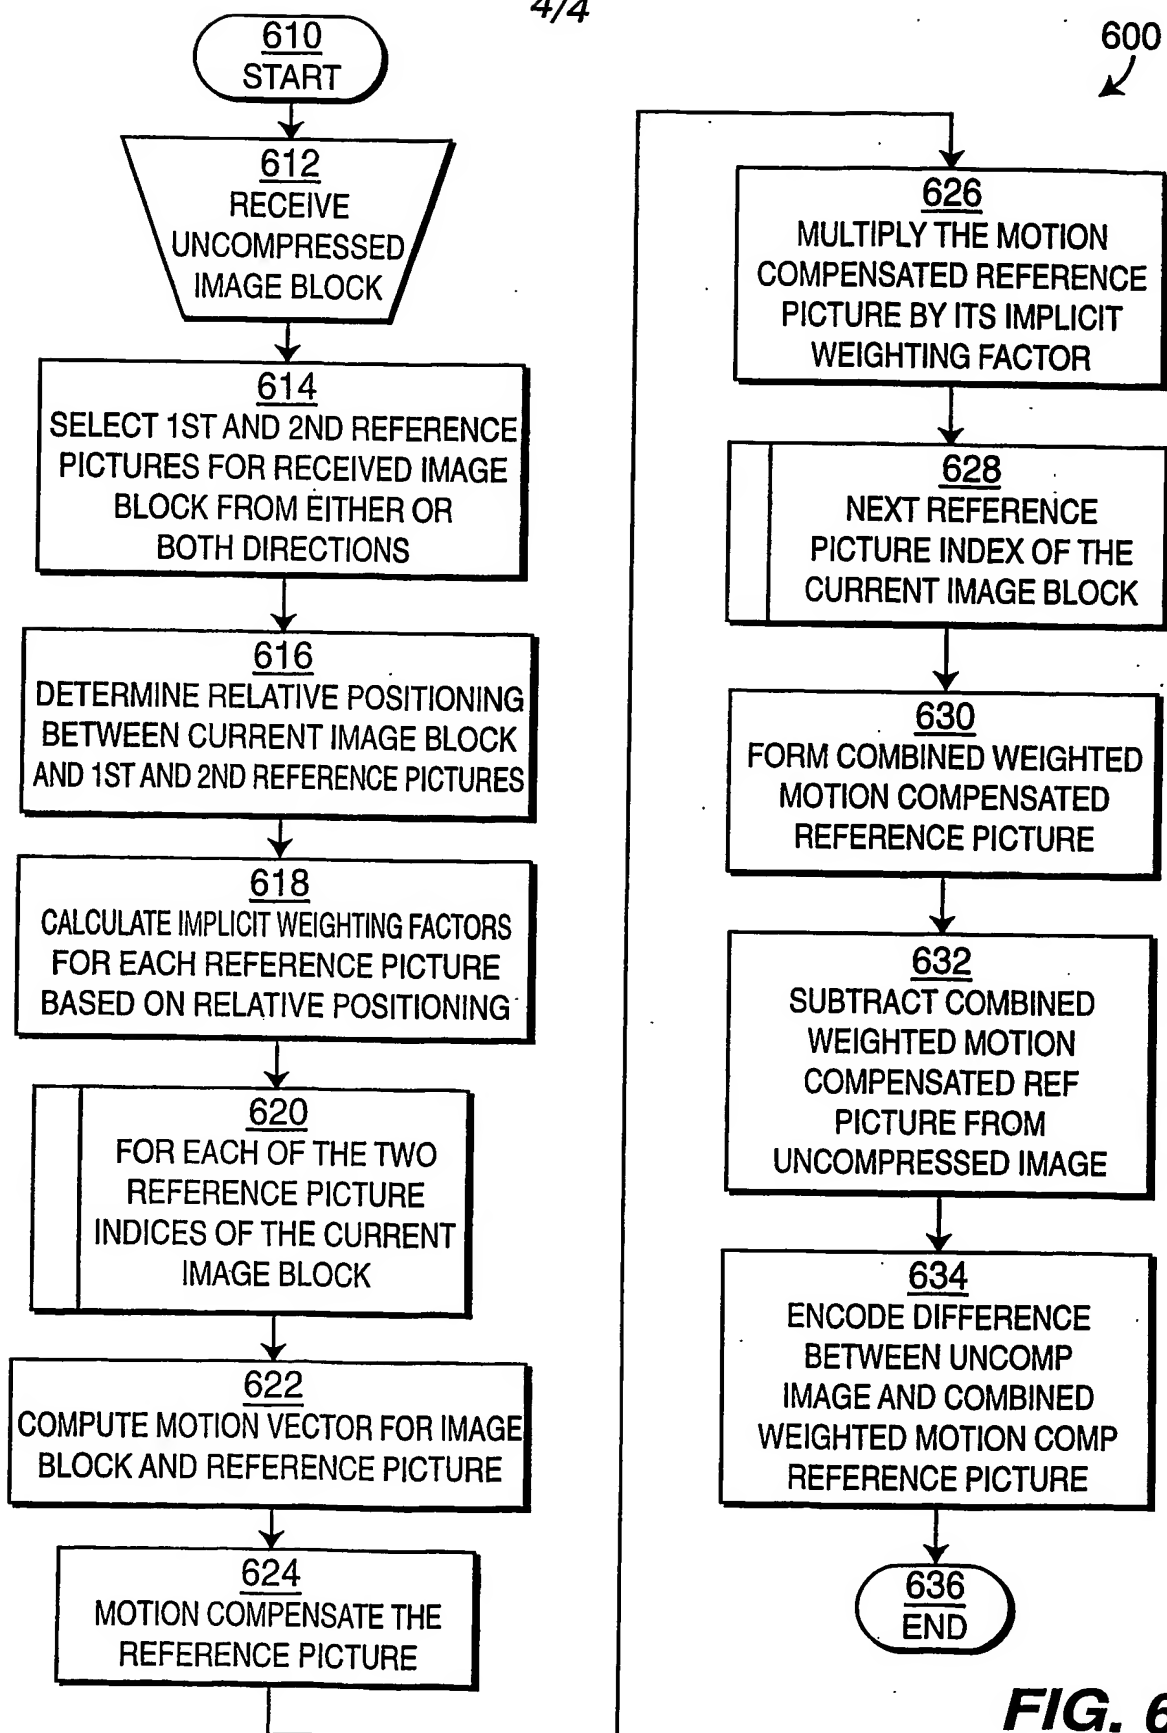 4/4
600
610
START
612
RECEIVE
UNCOMPRESSED
IMAGE BLOCK
614
SELECT 1ST AND 2ND REFERENCE
PICTURES FOR RECEIVED IMAGE
BLOCK FROM EITHER OR
BOTH DIRECTIONS
616
DETERMINE RELATIVE POSITIONING
BETWEEN CURRENT IMAGE BLOCK
AND 1ST AND 2ND REFERENCE PICTURES
618
CALCULATE IMPLICIT WEIGHTING FACTORS
FOR EACH REFERENCE PICTURE
BASED ON RELATIVE POSITIONING
620
FOR EACH OF THE TWO
REFERENCE PICTURE
INDICES OF THE CURRENT
IMAGE BLOCK
622
COMPUTE MOTION VECTOR FOR IMAGE
BLOCK AND REFERENCE PICTURE
624
MOTION COMPENSATE THE
REFERENCE PICTURE
626
MULTIPLY THE MOTION
COMPENSATED REFERENCE
PICTURE BY ITS IMPLICIT
WEIGHTING FACTOR
628
NEXT REFERENCE
PICTURE INDEX OF THE
CURRENT IMAGE BLOCK
630
FORM COMBINED WEIGHTED
MOTION COMPENSATED
REFERENCE PICTURE
632
SUBTRACT COMBINED
WEIGHTED MOTION
COMPENSATED REF
PICTURE FROM
UNCOMPRESSED IMAGE
634
ENCODE DIFFERENCE
BETWEEN UNCOMP
IMAGE AND COMBINED
WEIGHTED MOTION COMP
REFERENCE PICTURE
636
END
FIG. 6